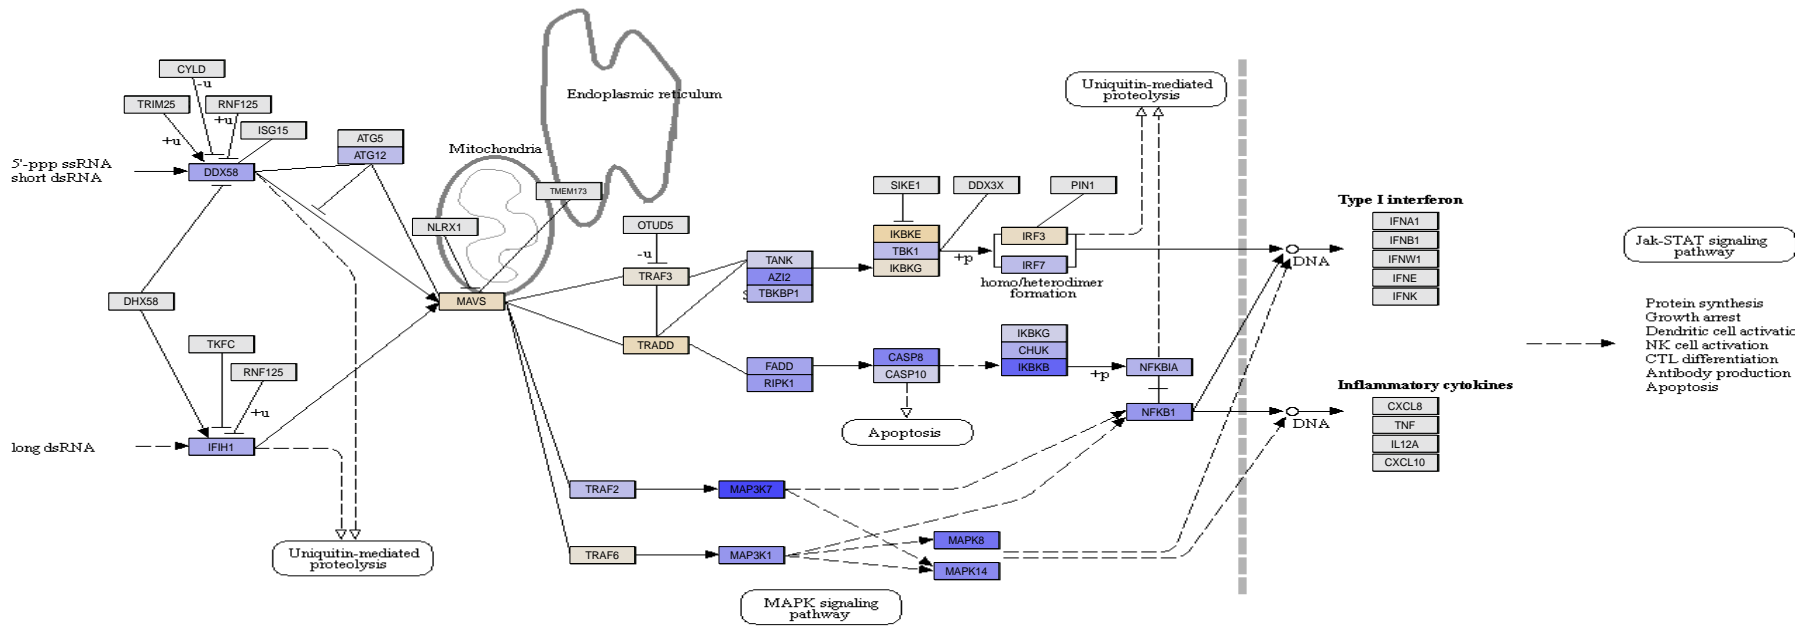 CYLD
-u
TRIM25
RNF125
+u
+u
ISG15
ATG5
ATG12
5'-ppp ssRNA
short dsRNA
DDX58
Endoplasmic reticulum
Mitochondria
TMEM173
NLRX1
MAVS
DHX58
TKFC
RNF125
+u
long dsRNA
IFIH1
Uniquitin-mediated
proteolysis
OTUD5
-u
TRAF3
TRADD
TANK
AZI2
TBKBP1
FADD
RIPK1
SIKE1
DDX3X
PIN1
IKBKE
TBK1
IKBKG
+p
IRF3
IRF7
homo/heterodimer
formation
Uniquitin-mediated
proteolysis
CASP8
CASP10
Apoptosis
IKBKG
CHUK
IKBKB
+p
NFKBIA
NFKB1
TRAF2
MAP3K7
TRAF6
MAP3K1
MAPK8
MAPK14
MAPK signaling
pathway
DNA
DNA
Type I interferon
IFNA1
IFNB1
IFNW1
IFNE
IFNK
Inflammatory cytokines
CXCL8
TNF
IL12A
CXCL10
Jak-STAT signaling
pathway
Protein synthesis
Growth arrest
Dendritic cell activatio
NK cell activation
CTL differentiation
Antibody production
Apoptosis